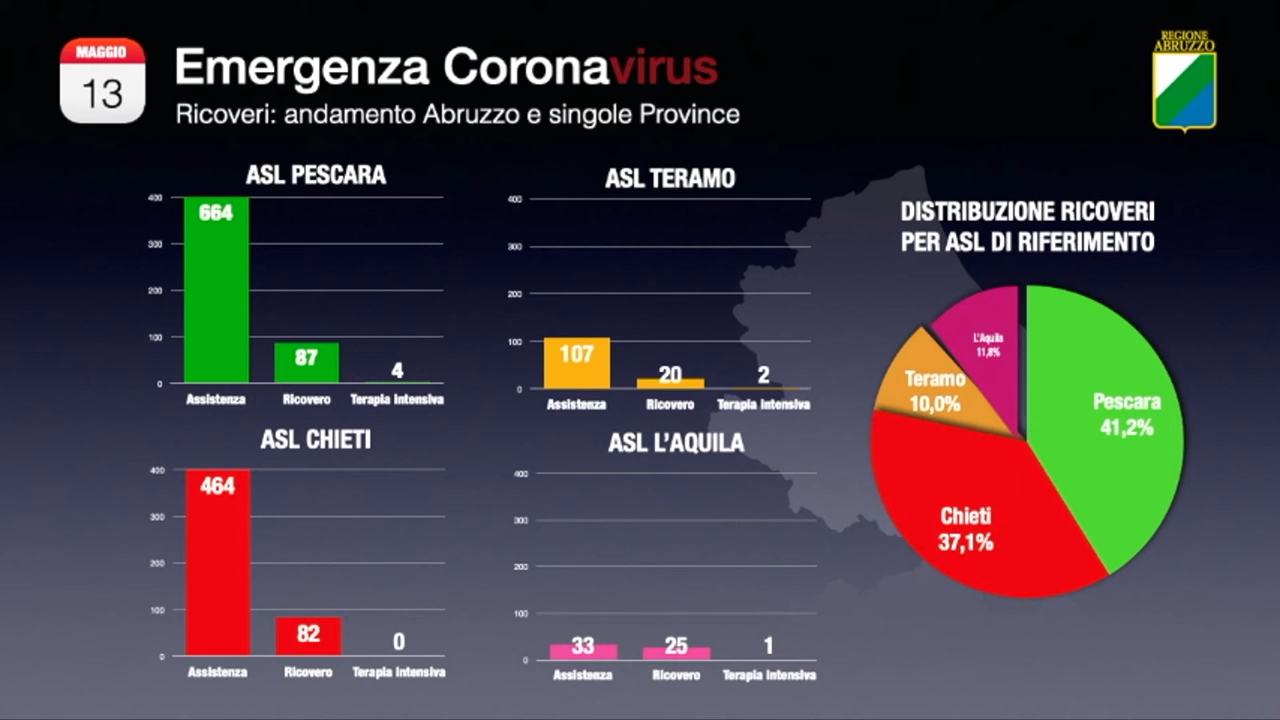 MAGGIO
13
Emergenza Coronavirus
Ricoveri: andamento Abruzzo e singole Province
REGIONE
ABRUZZO
ASL PESCARA
400
300
200
100
0
664
87
4
Assistenza Ricovero Terapia intensiva
ASL TERAMO
400
300
200
100
0
107
20
2
Assistenza Ricovero Terapia intensiva
ASL CHIETI
400
300
200
100
0
464
82
0
Assistenza Ricovero Terapia intensiva
ASL L'AQUILA
400
300
200
100
0
33
25
1
Assistenza Ricovero Terapia intensiva
DISTRIBUZIONE RICOVERI
PER ASL DI RIFERIMENTO
L'Aquila
11,8%
Teramo
10,0%
Pescara
41,2%
Chieti
37,1%